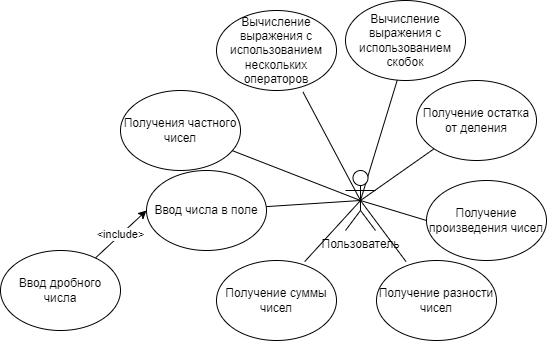 Вычисление
выражения с
использованием
нескольких
операторов
Вычисление
выражения с
использованием
скобок
Получения частного
чисел
Получение остатка
от деления
Ввод числа в поле
Получение
произведения чисел
<include>
Пользователь
Ввод дробного
числа
Получение суммы
чисел
Получение разности
чисел